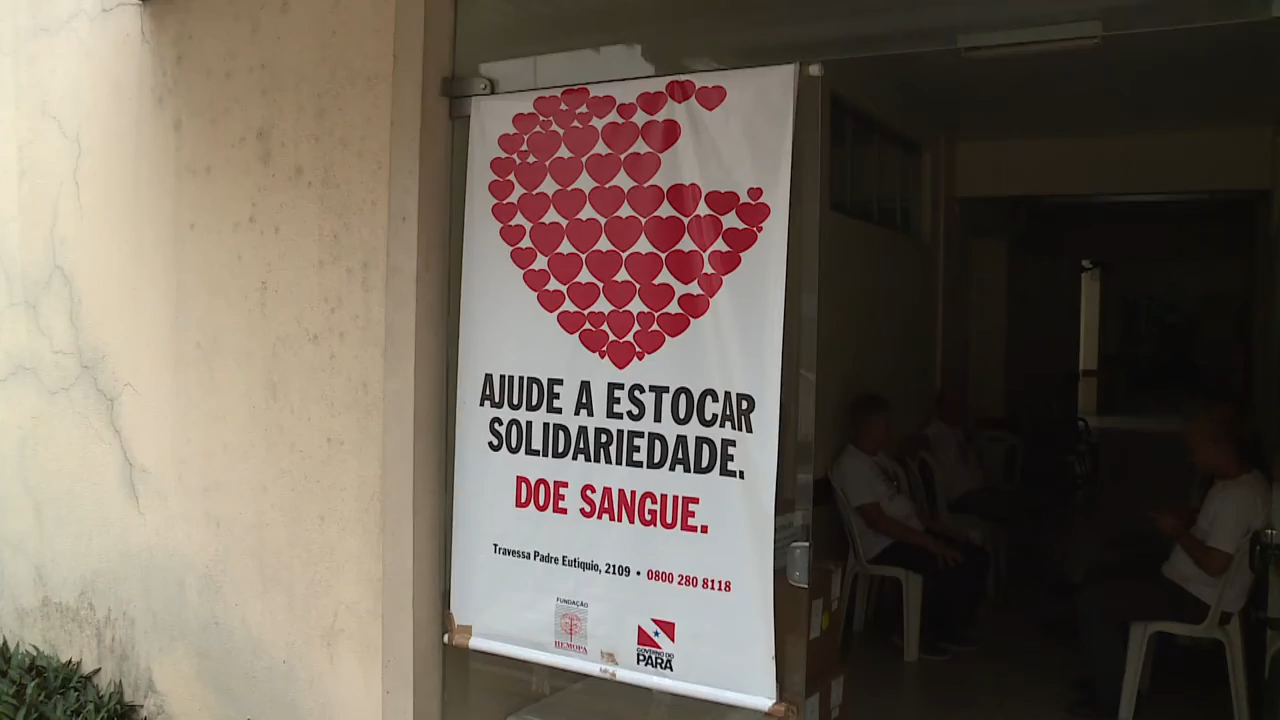 AJUDE A ESTOCAR
SOLIDARIEDADE.
DOE SANGUE.
Travessa Padre Eutiquio, 2109 • 0800 280 8118
FUNDAÇÃO
HEMOPA
GOVERNO DO
PARÁ